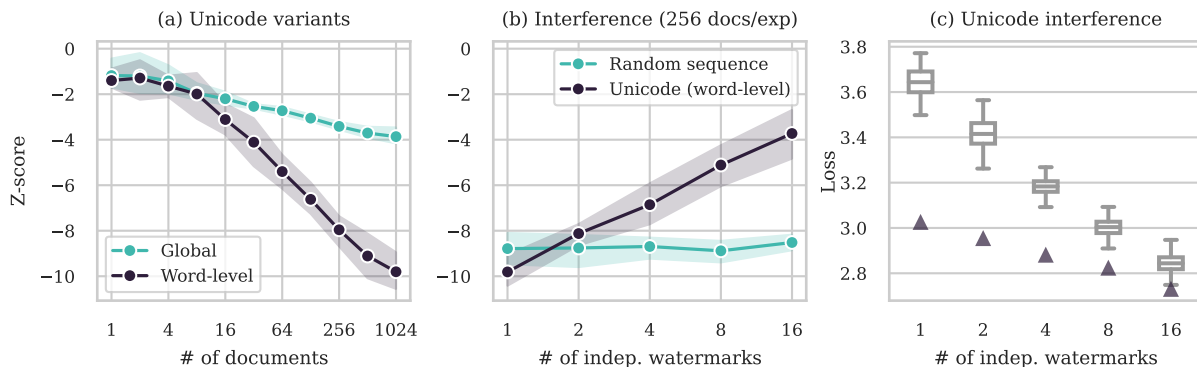 (a) Unicode variants
(b) Interference (256 docs/exp)
(c) Unicode interference
Z-score
0
−2
−4
−6
−8
−10
Global
Word-level
1
4
16
64
256
1024
# of documents
0
−2
−4
−6
−8
−10
Random sequence
Unicode (word-level)
1
2
4
8
16
# of indep. watermarks
Loss
3.8
3.6
3.4
3.2
3.0
2.8
1
2
4
8
16
# of indep. watermarks